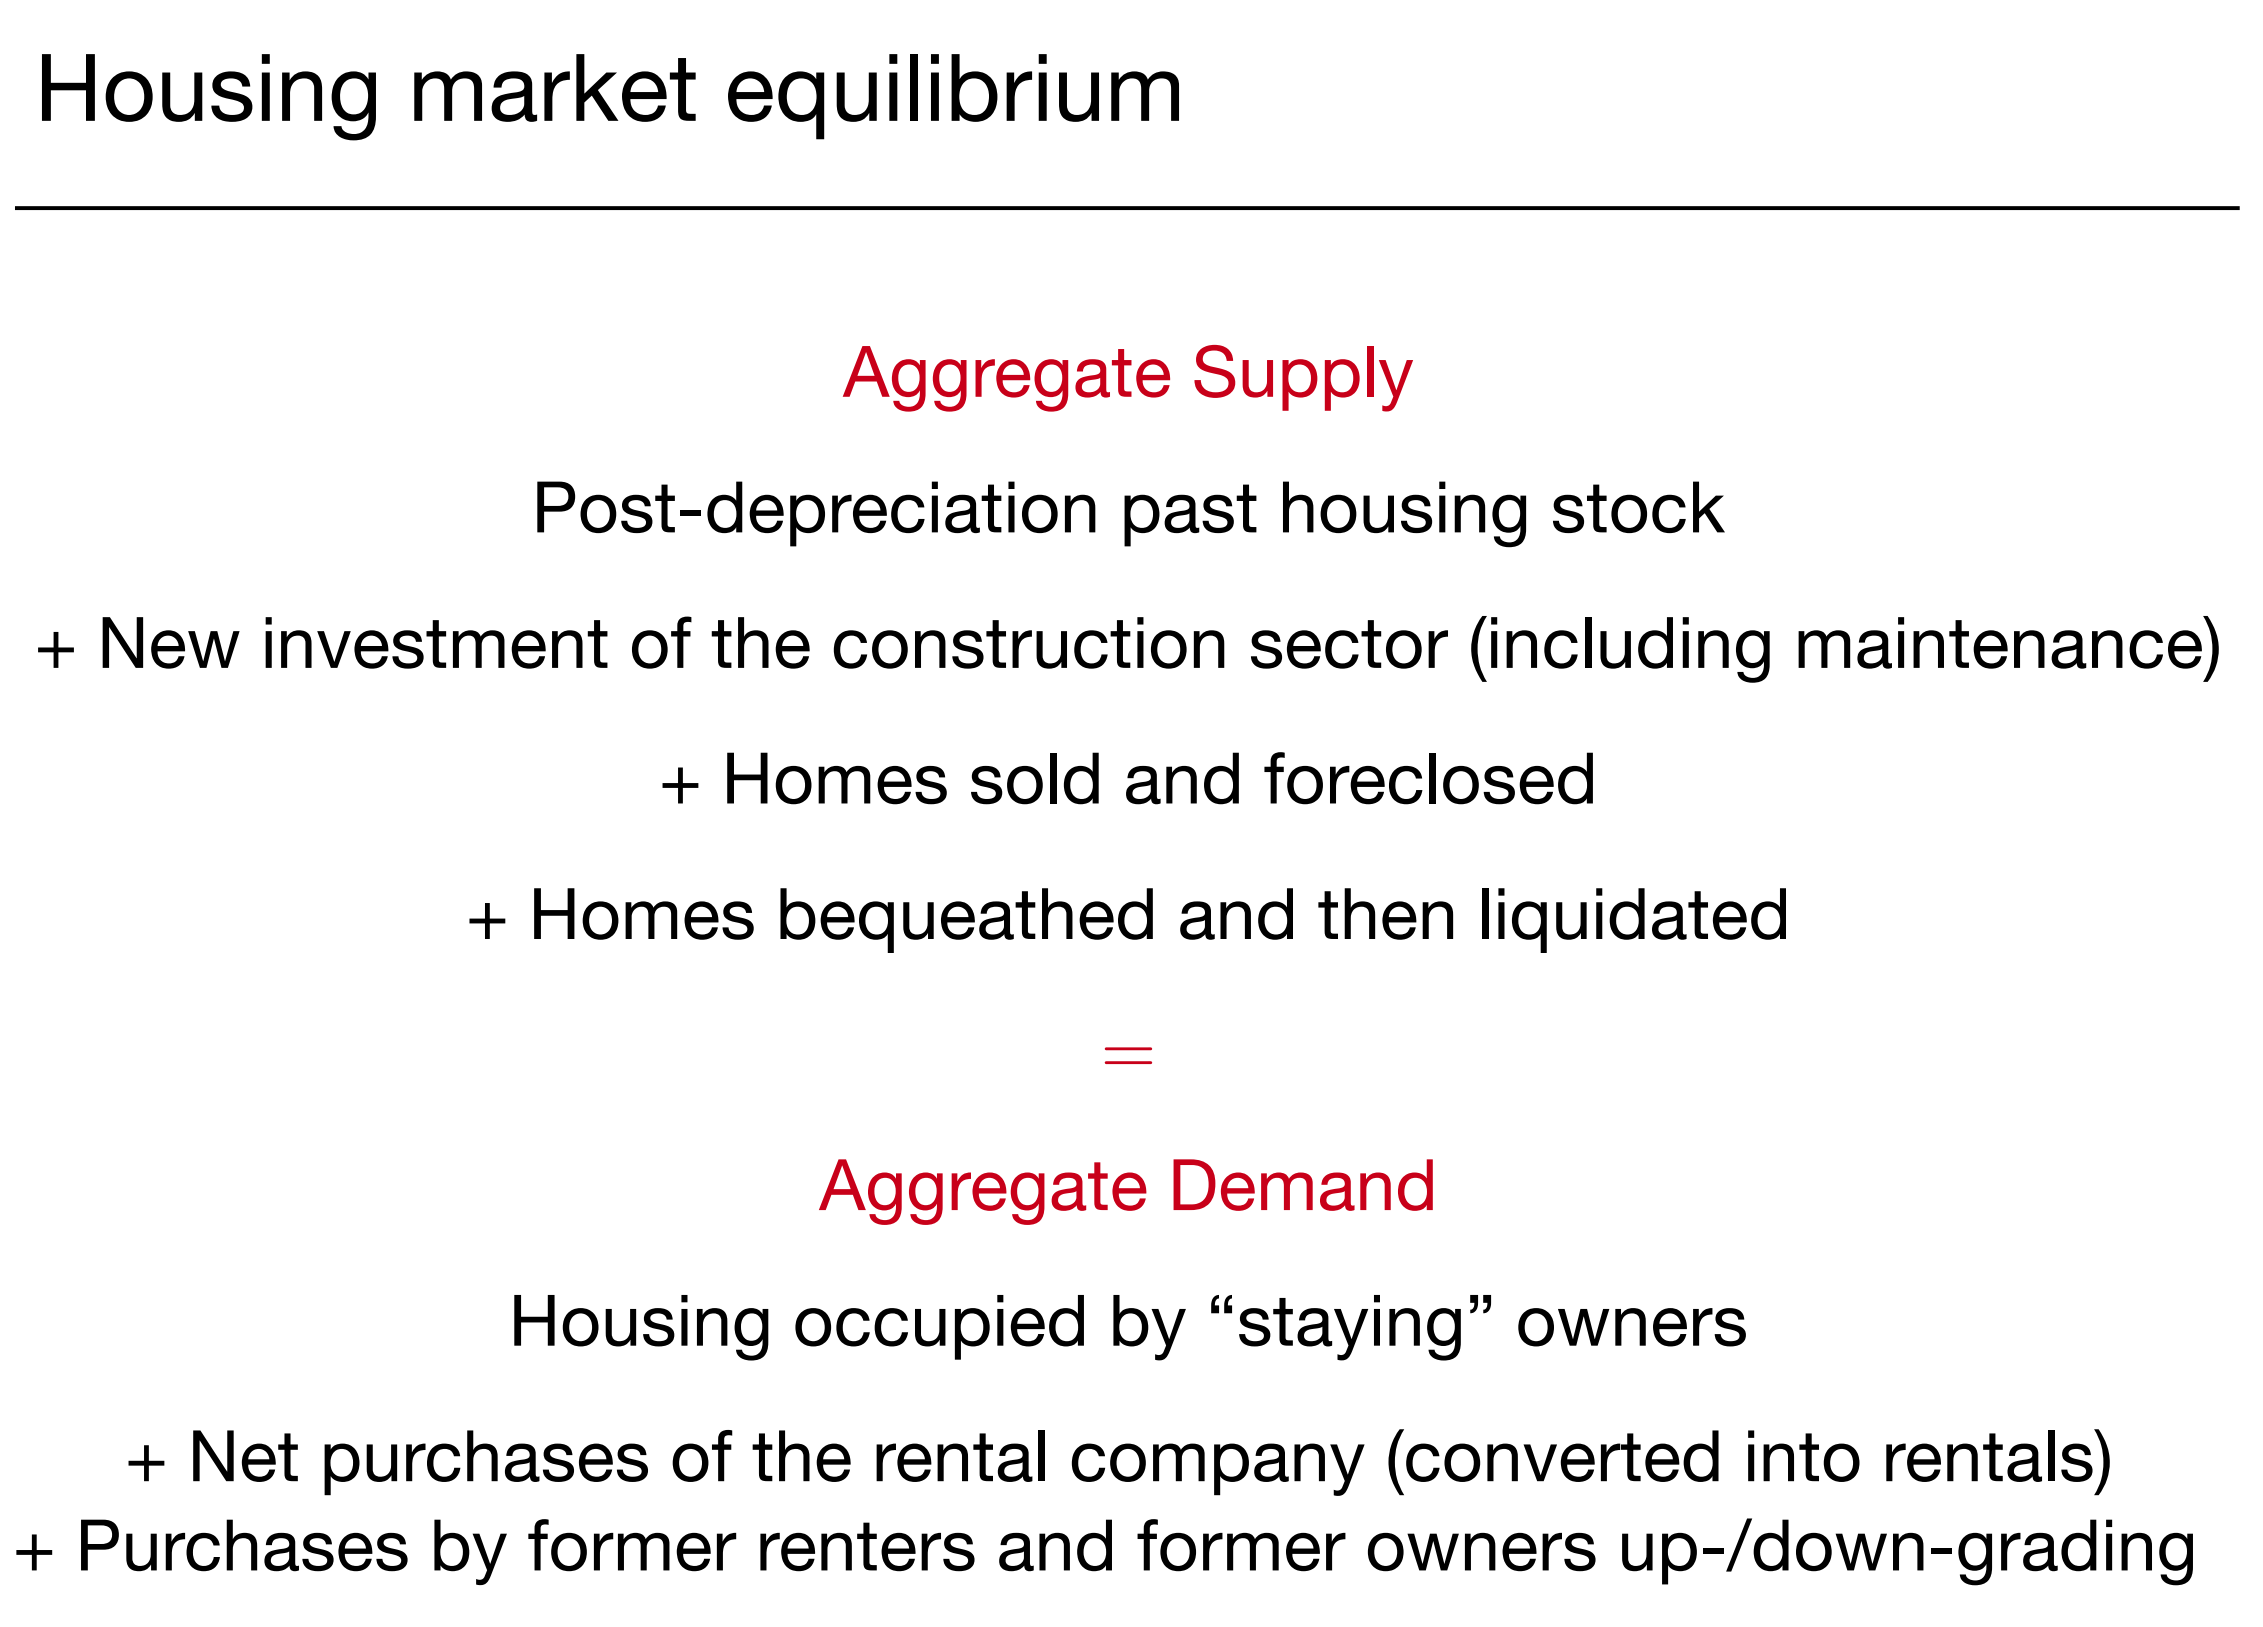 Housing market equilibrium
Aggregate Supply
Post-depreciation past housing stock
+ New investment of the construction sector (including maintenance)
+ Homes sold and foreclosed
+ Homes bequeathed and then liquidated
=
Aggregate Demand
Housing occupied by “staying” owners
+ Net purchases of the rental company (converted into rentals)
+ Purchases by former renters and former owners up-/down-grading